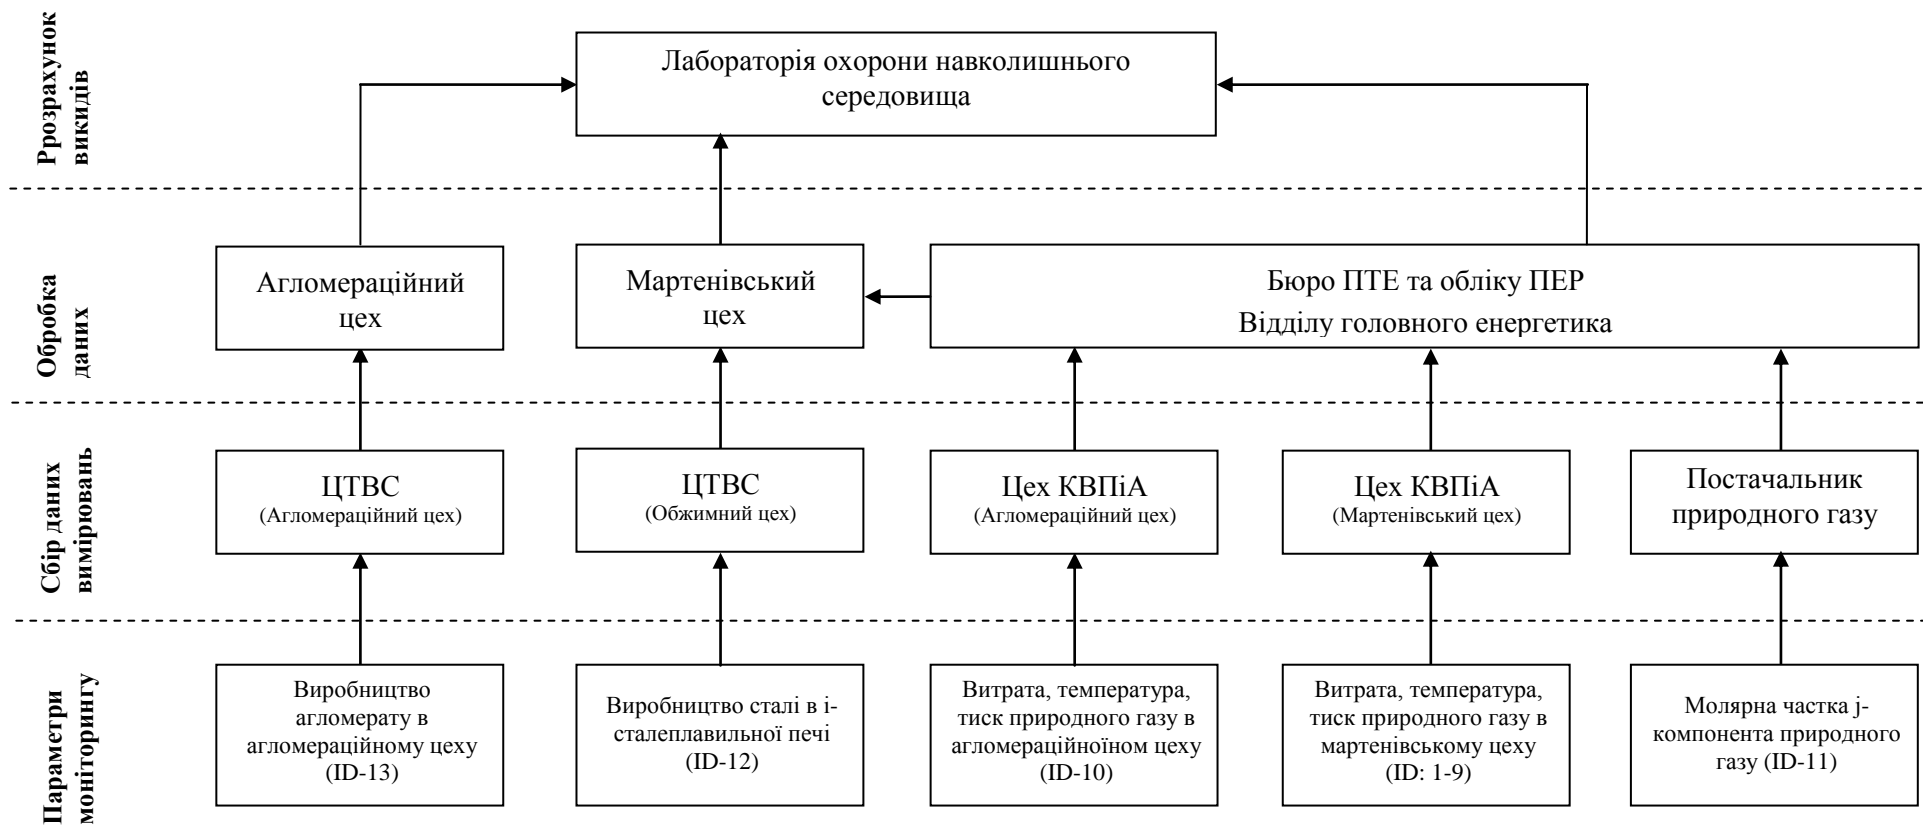 Ррозрахунок
викидів
Лабораторія охорони навколишнього
середовища
Обробка
даних
Агломераційний
цех
Мартенівський
цех
Бюро ПТЕ та обліку ПЕР
Відділу головного енергетика
Сбір даних
вимірювань
ЦТВС
(Агломераційний цех)
ЦТВС
(Обжимний цех)
Цех КВПіА
(Агломераційний цех)
Цех КВПіА
(Мартенівський цех)
Постачальник
природного газу
Параметри
моніторингу
Виробництво
агломерату в
агломераційному цеху
(ID-13)
Виробництво сталі в і-
сталеплавильної печі
(ID-12)
Витрата, температура,
тиск природного газу в
агломераційноїном цеху
(ID-10)
Витрата, температура,
тиск природного газу в
мартенівському цеху
(ID: 1-9)
Молярна частка j-
компонента природного
газу (ID-11)